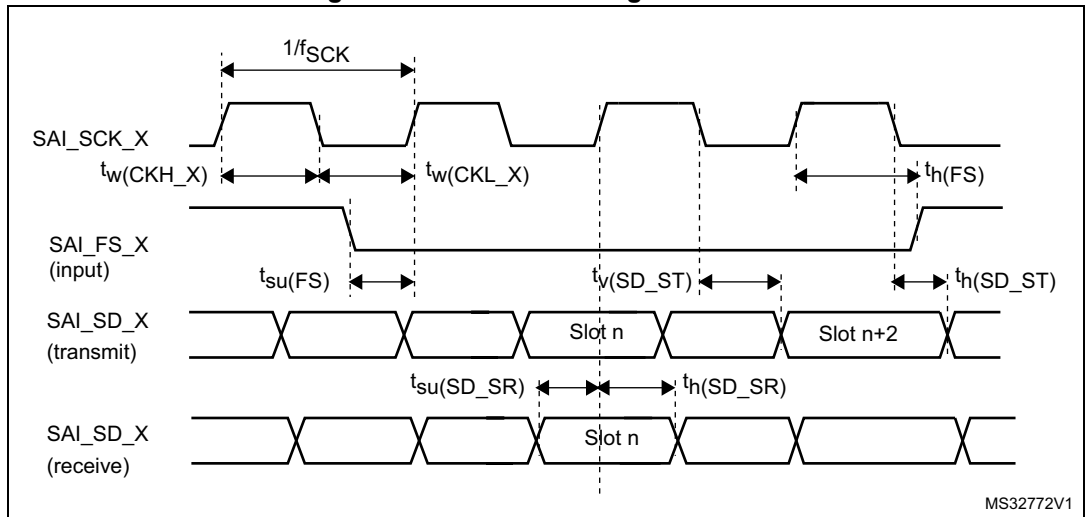 1/fSCK
SAI_SCK_X
tw(CKH_X)
tw(CKL_X)
th(FS)
SAI_FS_X
(input)
tsu(FS)
tv(SD_ST)
th(SD_ST)
SAI_SD_X
(transmit)
Slot n
Slot n+2
tsu(SD_SR)
th(SD_SR)
SAI_SD_X
(receive)
Slot n
MS32772V1